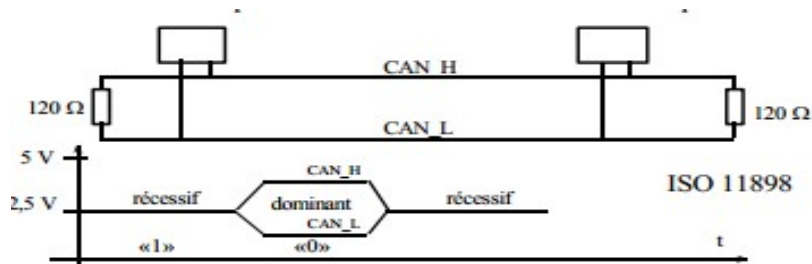 CAN_H
120 Ω
120 Ω
CAN_L
5 V
CAN_H
ISO 11898
récessif
dominant
récessif
2,5 V
CAN_L
«1»
«0»
t